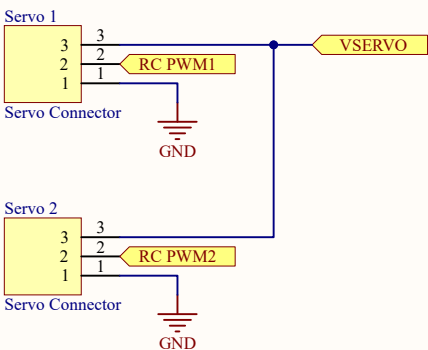 Servo 1
3 3 VSERVO
2 2 RC PWM1
1 1
Servo Connector
GND
Servo 2
3 3
2 2 RC PWM2
1 1
Servo Connector
GND